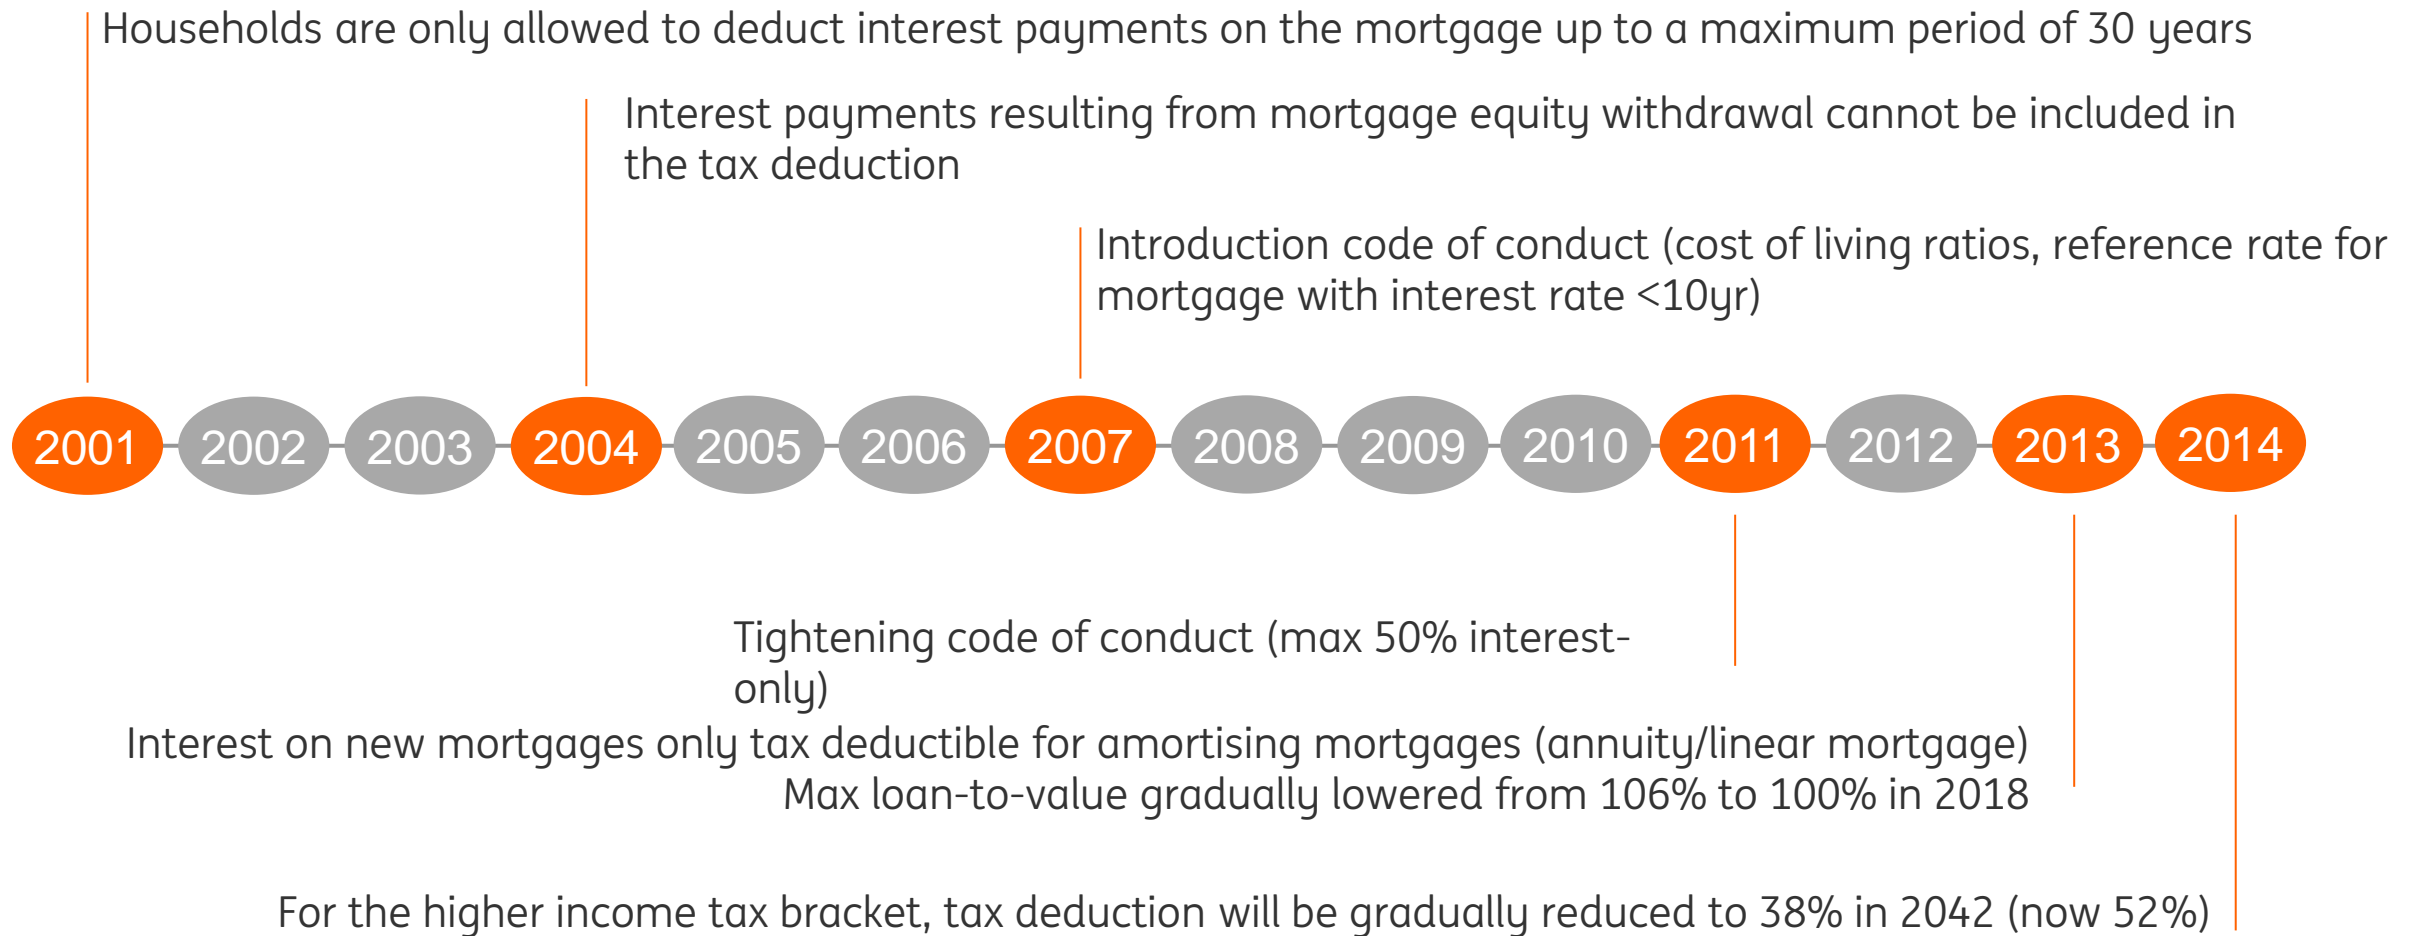 Households are only allowed to deduct interest payments on the mortgage up to a maximum period of 30 years
Interest payments resulting from mortgage equity withdrawal cannot be included in
the tax deduction
Introduction code of conduct (cost of living ratios, reference rate for
mortgage with interest rate <10yr)
2001 2002 2003 2004 2005 2006 2007 2008 2009 2010 2011 2012 2013 2014
Tightening code of conduct (max 50% interest-
only)
Interest on new mortgages only tax deductible for amortising mortgages (annuity/linear mortgage)
Max loan-to-value gradually lowered from 106% to 100% in 2018
For the higher income tax bracket, tax deduction will be gradually reduced to 38% in 2042 (now 52%)